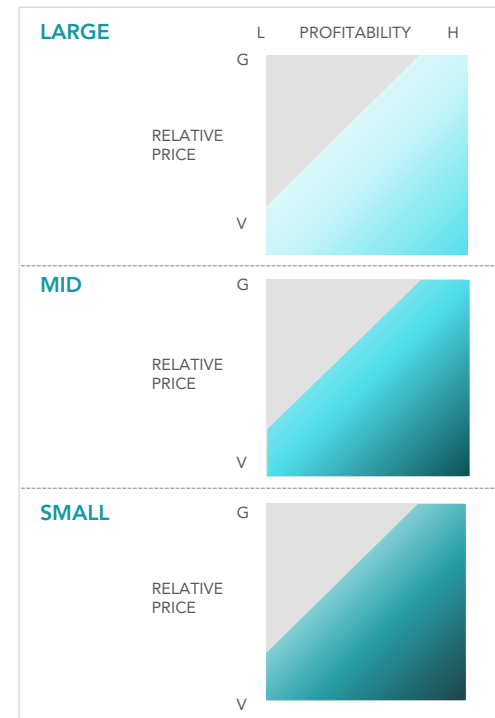 LARGE
L PROFITABILITY H
G
RELATIVE
PRICE
V
MID
G
RELATIVE
PRICE
V
SMALL
G
RELATIVE
PRICE
V